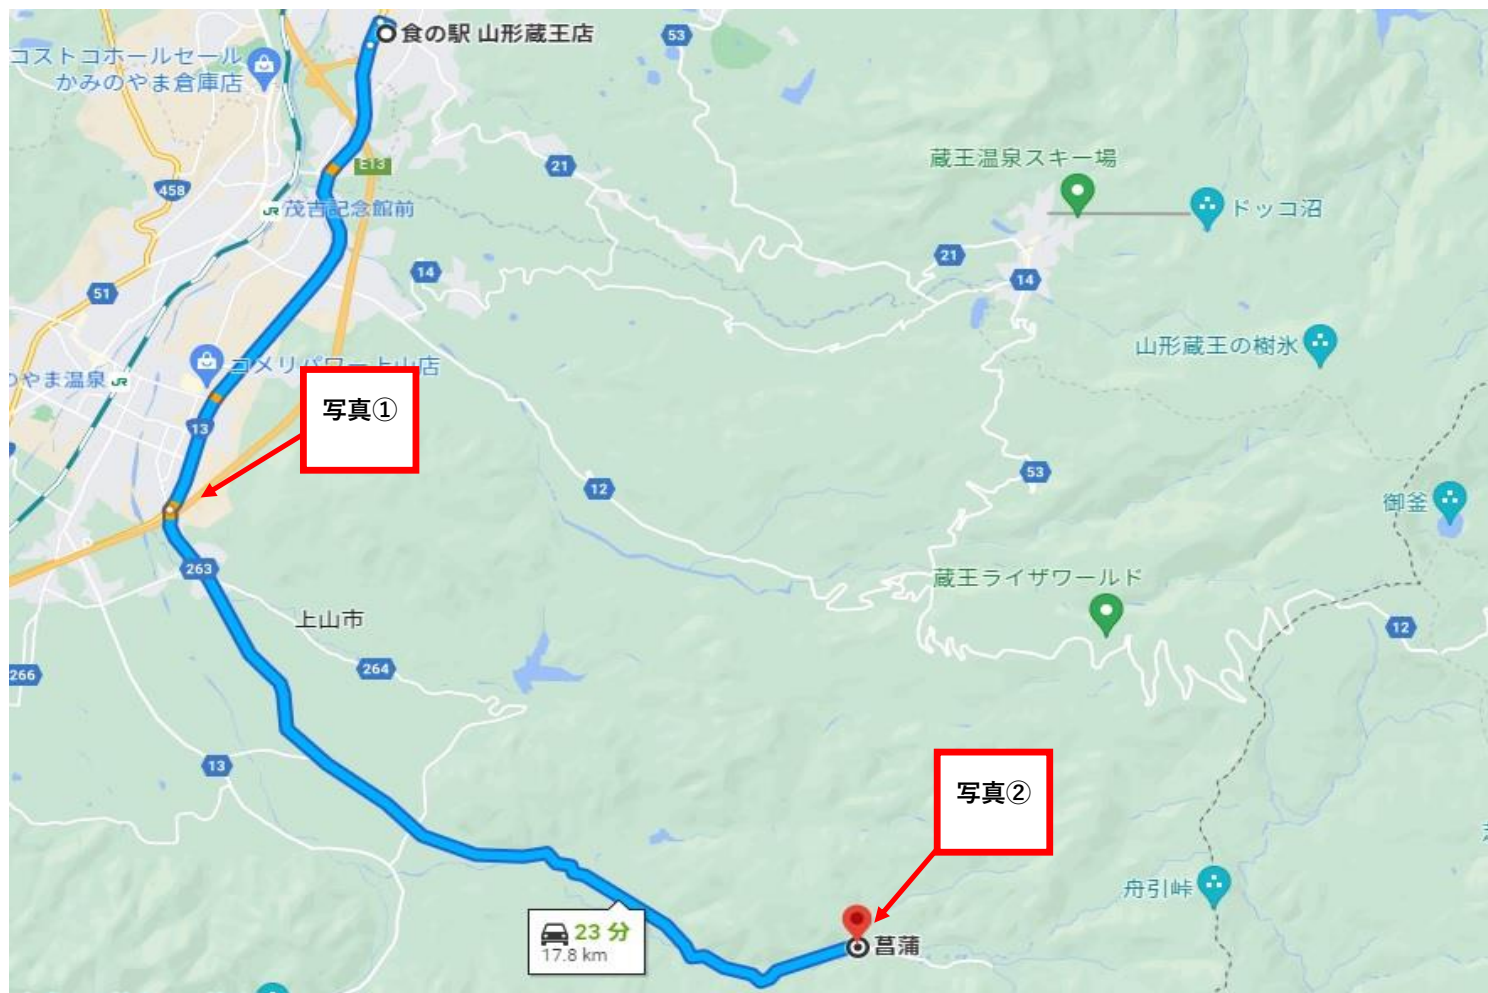 食の駅 山形蔵王店
53
コストコホールセール
かみのやま倉庫店
E13
21
蔵王温泉スキー場
458
JR 茂吉記念館前
ドッコ沼
21
14
14
51
山形蔵王の樹氷
コメリパワー上山店
のやま温泉 JR
写真①
13
53
12
御釜
263
蔵王ライザワールド
上山市
12
264
266
13
写真②
舟引峠
23 分
17.8 km
菖蒲